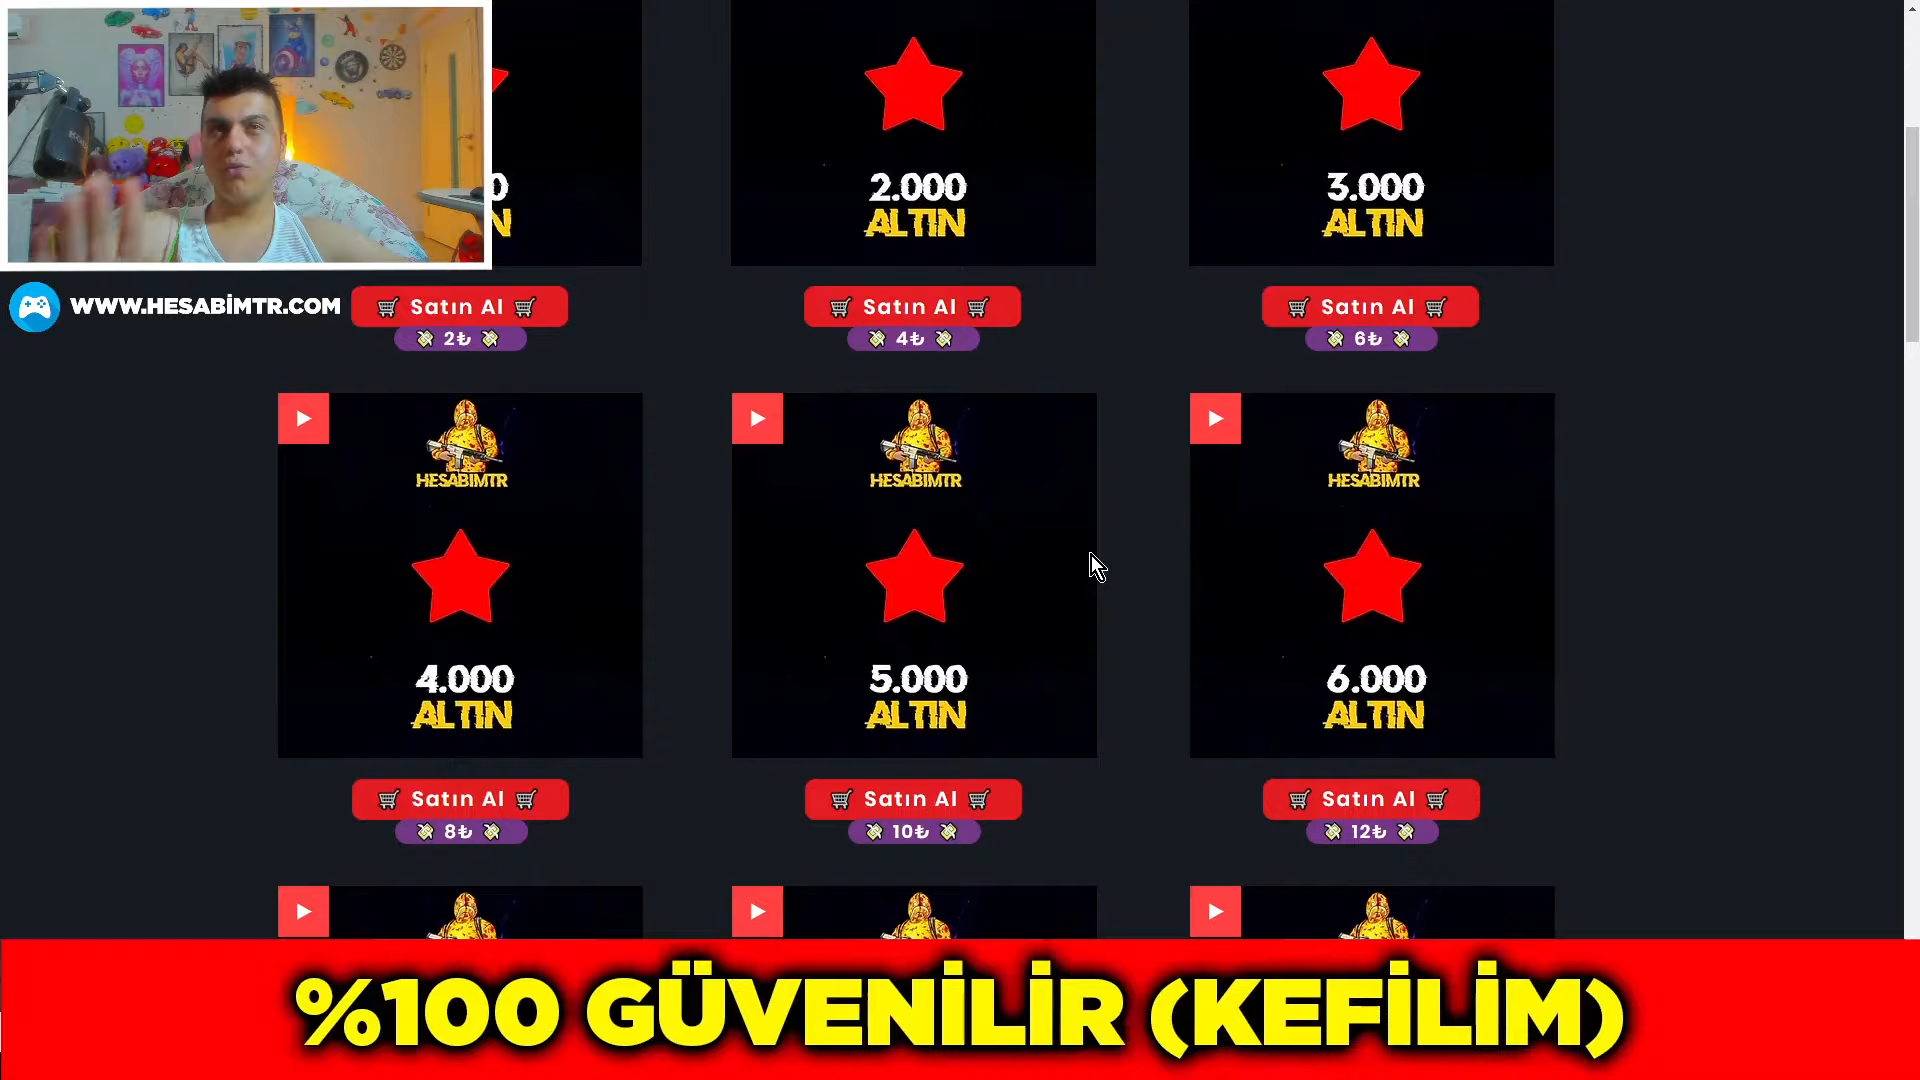 0
N
2.000
ALTIN
3.000
ALTIN
WWW.HESABİMTR.COM
Satın Al
2₺
Satın Al
4₺
Satın Al
6₺
HESABIMTR
4.000
ALTIN
HESABIMTR
5.000
ALTIN
HESABIMTR
6.000
ALTIN
Satın Al
8₺
Satın Al
10₺
Satın Al
12₺
%100 GÜVENİLİR (KEFİLİM)